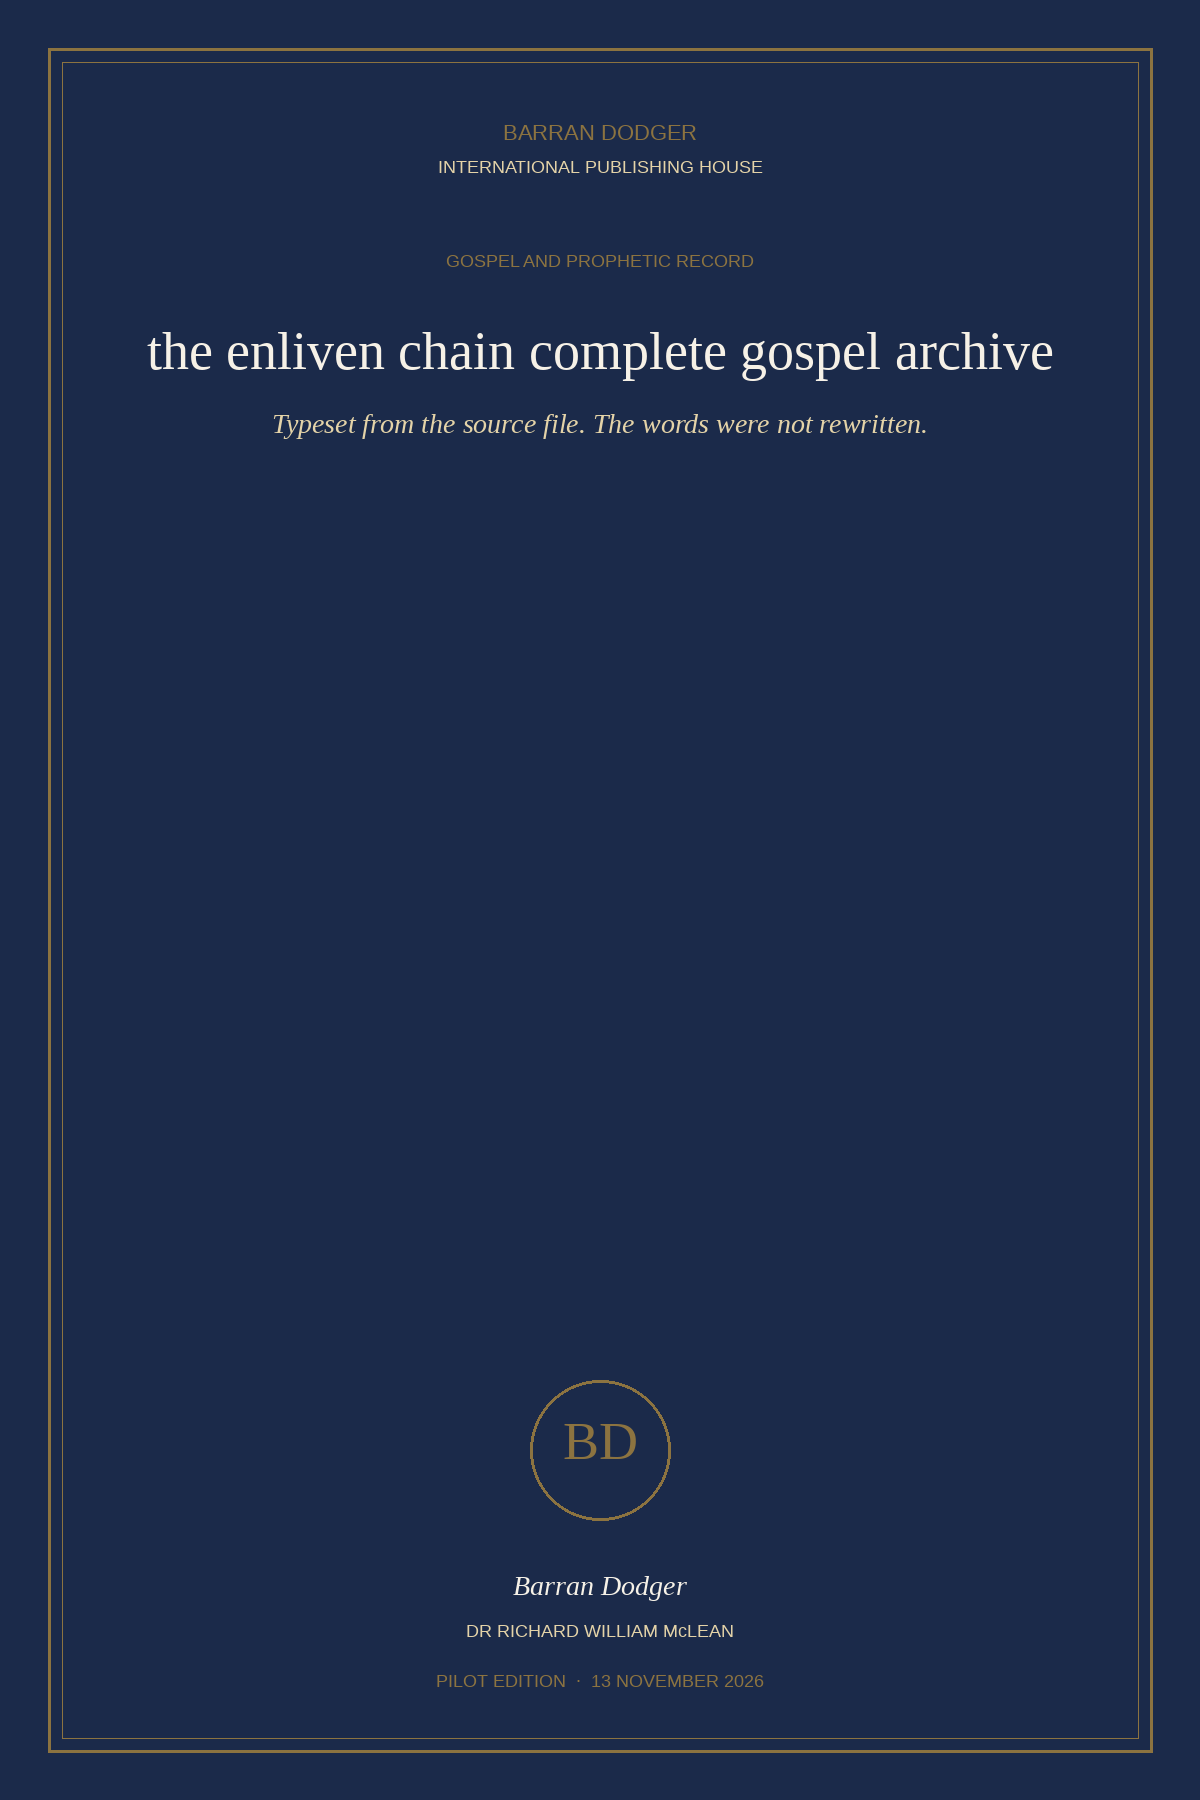 BARRAN DODGER
INTERNATIONAL PUBLISHING HOUSE
GOSPEL AND PROPHETIC RECORD
the enliven chain complete gospel archive
Typeset from the source file. The words were not rewritten.
BD
Barran Dodger
DR RICHARD WILLIAM McLEAN
PILOT EDITION · 13 NOVEMBER 2026